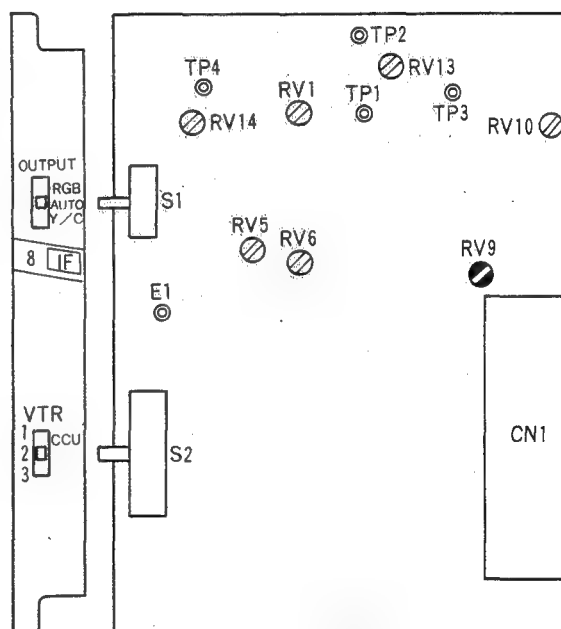 TP2
TP4
RV13
RV1
TP1
TP3
RV14
RV10
OUTPUT
RGB
AUTO
Y/C
S1
RV5
RV6
8 IF
RV9
E1
VTR
1
CCU
2
3
S2
CN1